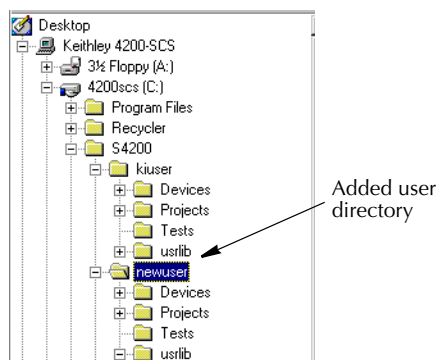 Desktop
Keithley 4200-SCS
3½ Floppy (A:)
4200scs (C:)
Program Files
Recycler
S4200
kiuser
Devices
Projects
Tests
usrlib
newuser
Devices
Projects
Tests
usrlib
Added user
directory